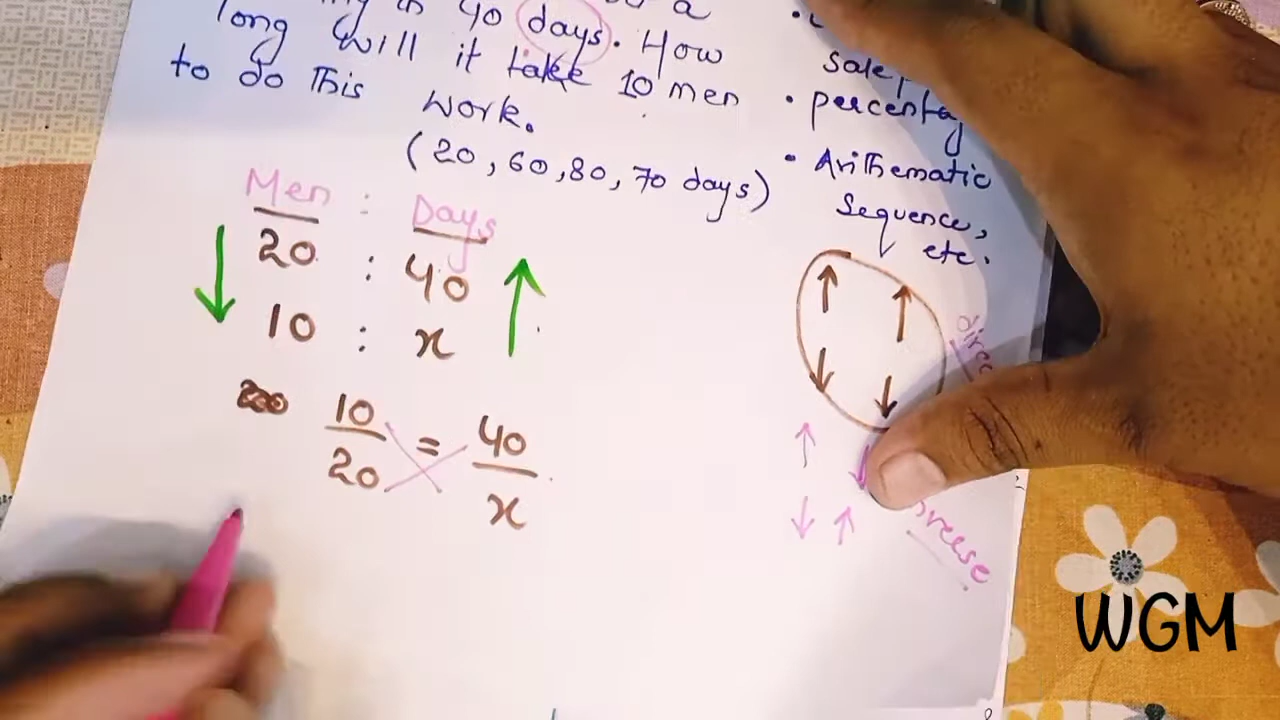 in 40 days. How
long will it take 10 men
to do This work.
(20, 60, 80, 70 days)
Men : Days
20 : 40
10 : x
10/20 = 40/x
• percentag
• Arithematic
sequence,
etc.
WGM